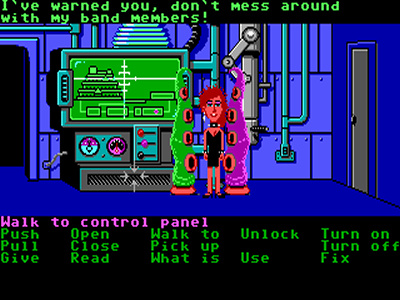 I've warned you, don't mess around
with my band members!
Walk to control panel
Push Open Walk to Unlock Turn on
Pull Close Pick up Turn off
Give Read What is Use Fix